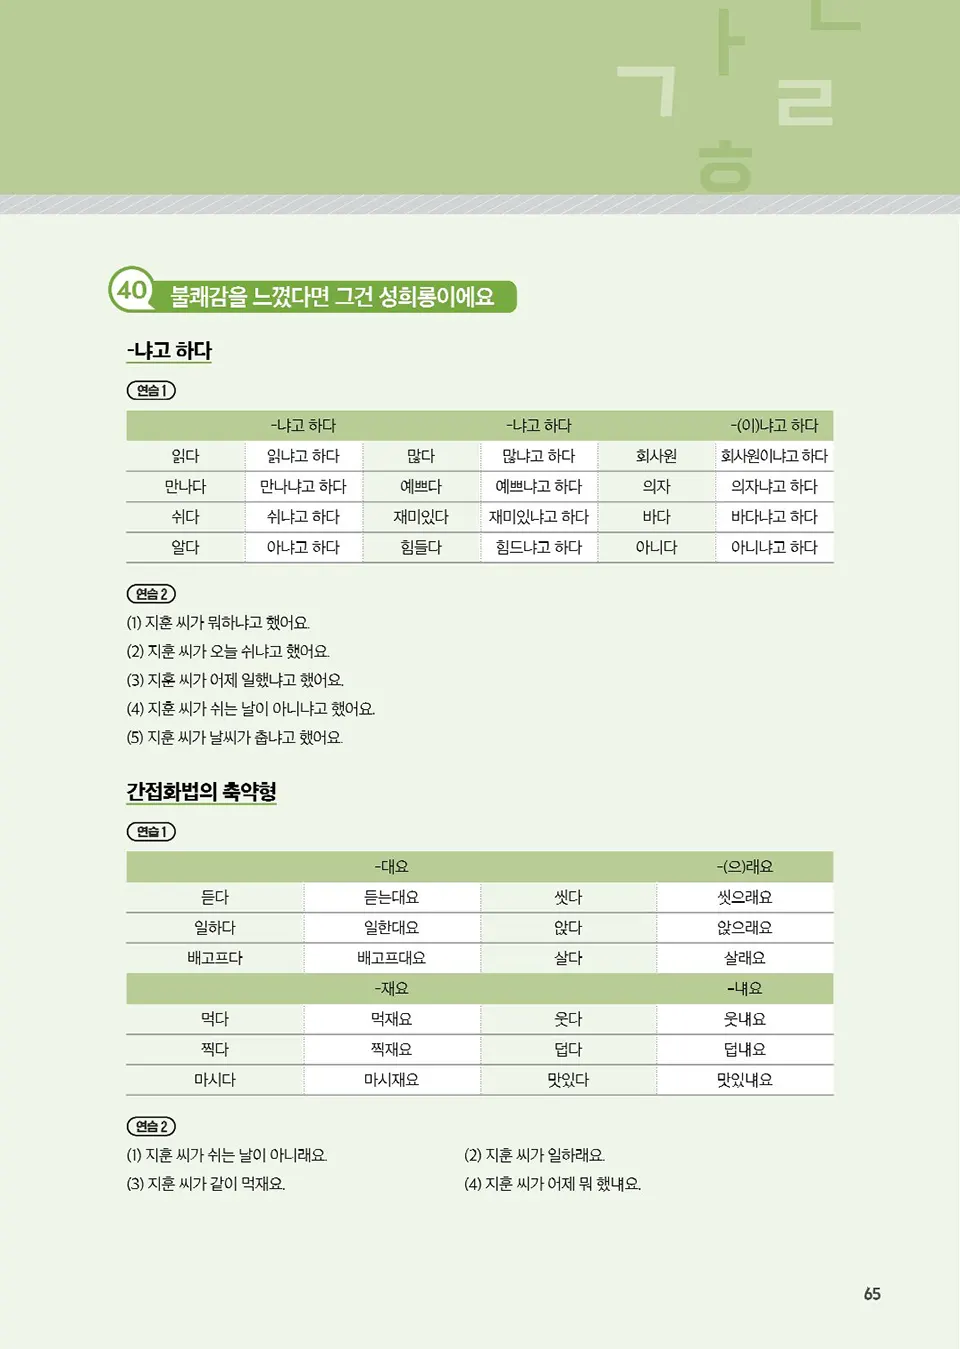 ㄱ ㅏ ㄴ ㄹ ㅎ
40 불쾌감을 느꼈다면 그건 성희롱이에요
-냐고 하다
연습 1
-냐고 하다 -냐고 하다 -(이)냐고 하다
읽다 읽냐고 하다 많다 많냐고 하다 회사원 회사원이냐고 하다
만나다 만나냐고 하다 예쁘다 예쁘냐고 하다 의자 의자냐고 하다
쉬다 쉬냐고 하다 재미있다 재미있냐고 하다 바다 바다냐고 하다
알다 아냐고 하다 힘들다 힘드냐고 하다 아니다 아니냐고 하다
연습 2
(1) 지훈 씨가 뭐하냐고 했어요.
(2) 지훈 씨가 오늘 쉬냐고 했어요.
(3) 지훈 씨가 어제 일했냐고 했어요.
(4) 지훈 씨가 쉬는 날이 아니냐고 했어요.
(5) 지훈 씨가 날씨가 춥냐고 했어요.
간접화법의 축약형
연습 1
-대요 -(으)래요
듣다 듣는대요 씻다 씻으래요
일하다 일한대요 앉다 앉으래요
배고프다 배고프대요 살다 살래요
-재요 -냬요
먹다 먹재요 웃다 웃냬요
찍다 찍재요 덥다 덥냬요
마시다 마시재요 맛있다 맛있냬요
연습 2
(1) 지훈 씨가 쉬는 날이 아니래요. (2) 지훈 씨가 일하래요.
(3) 지훈 씨가 같이 먹재요. (4) 지훈 씨가 어제 뭐 했냬요.
65